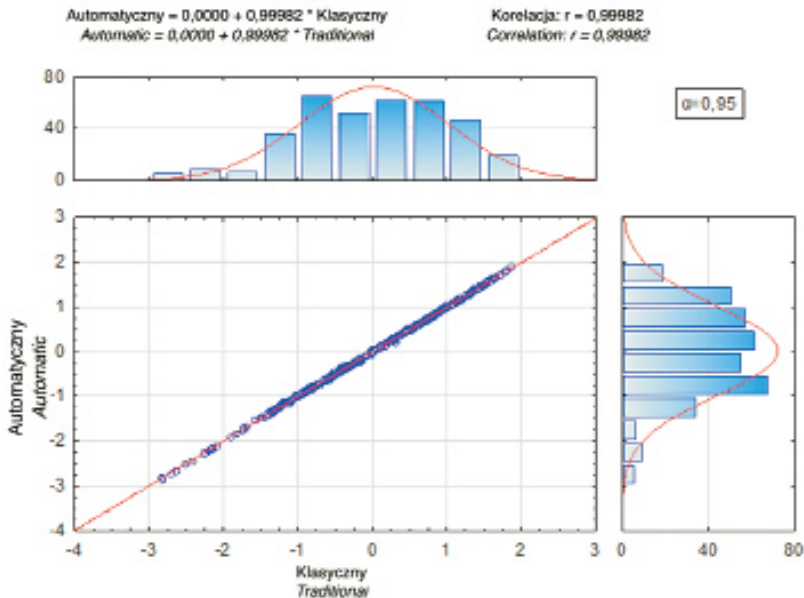 Automatyczny = 0,0000 + 0,99982 * Klasyczny
Automatic = 0,0000 + 0,99982 * Traditional
Korelacja: r = 0,99982
Correlation: r = 0,99982
α=0,95
80
40
0
3
2
1
0
-1
-2
-3
-4
Automatyczny
Automatic
-4 -3 -2 -1 0 1 2 3
Klasyczny
Traditional
0 40 80